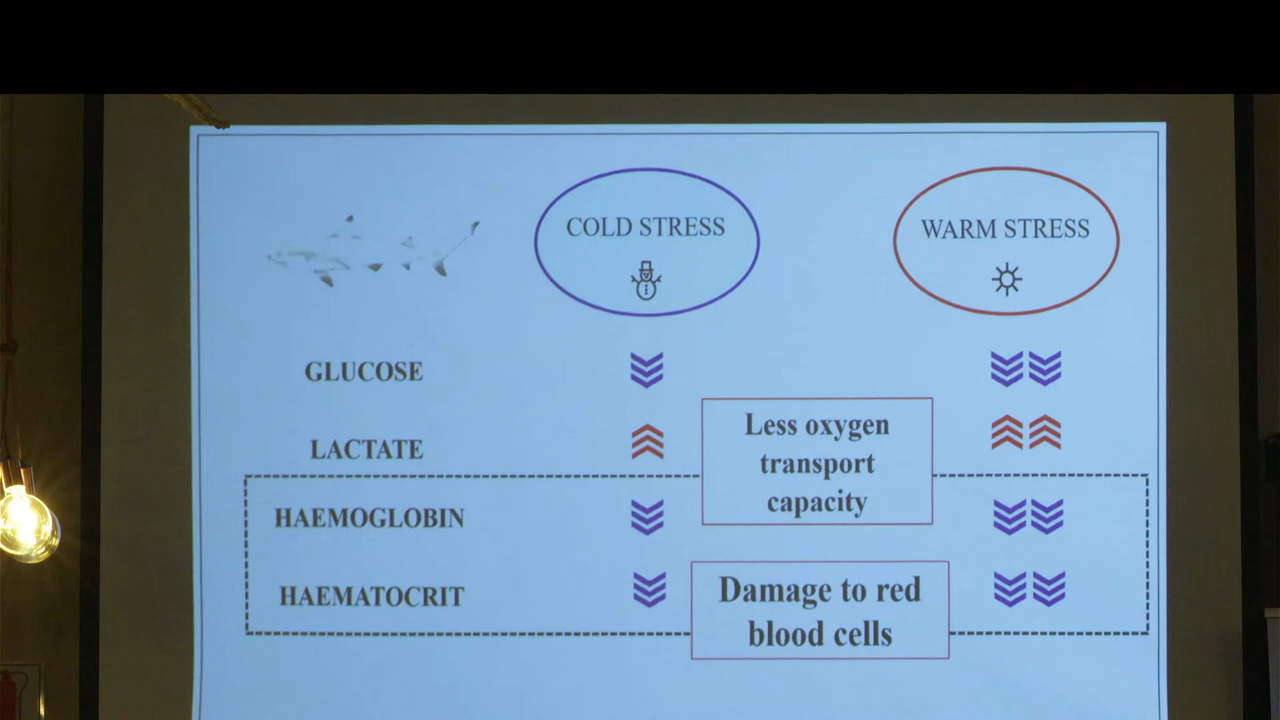 COLD STRESS
WARM STRESS
GLUCOSE
LACTATE
Less oxygen
transport
capacity
HAEMOGLOBIN
HAEMATOCRIT
Damage to red
blood cells